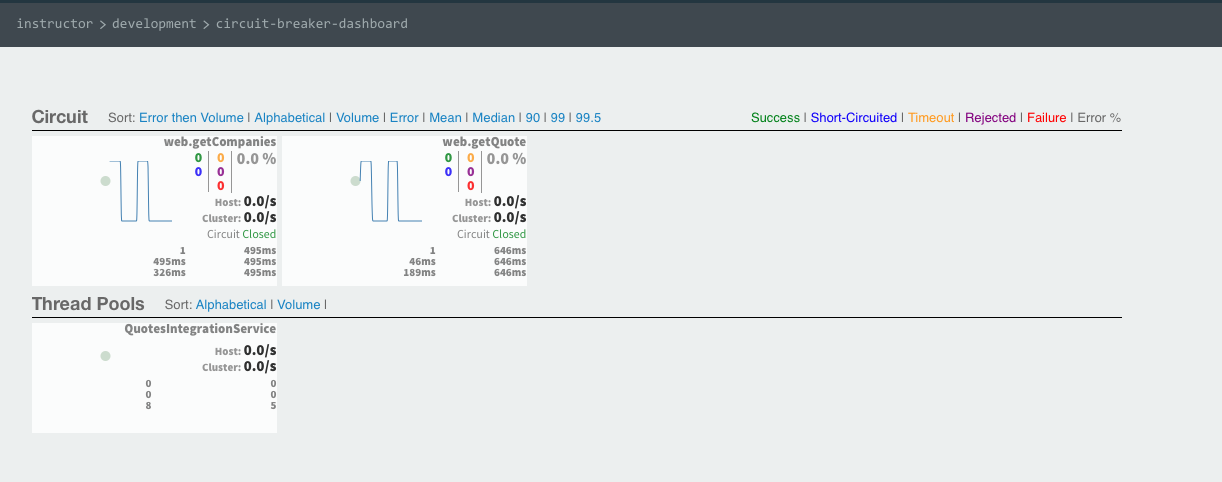 instructor > development > circuit-breaker-dashboard
Circuit Sort: Error then Volume | Alphabetical | Volume | Error | Mean | Median | 90 | 99 | 99.5 Success | Short-Circuited | Timeout | Rejected | Failure | Error %
web.getCompanies
0 0 0.0 %
0 0
0
Host: 0.0/s
Cluster: 0.0/s
Circuit Closed
1 495ms
495ms 495ms
326ms 495ms
web.getQuote
0 0 0.0 %
0 0
0
Host: 0.0/s
Cluster: 0.0/s
Circuit Closed
1 646ms
46ms 646ms
189ms 646ms
Thread Pools Sort: Alphabetical | Volume |
QuotesIntegrationService
Host: 0.0/s
Cluster: 0.0/s
0 0
0 0
8 5